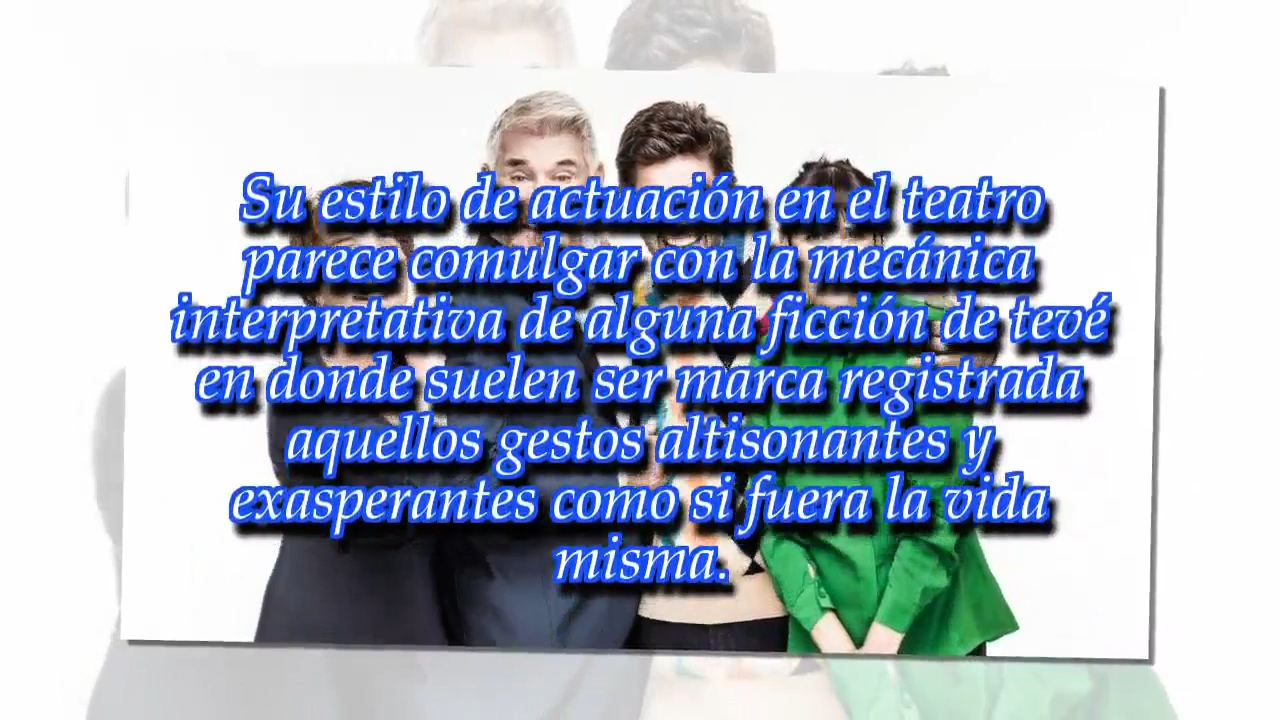 Su estilo de actuación en el teatro
parece comulgar con la mecánica
interpretativa de alguna ficción de tevé
en donde suelen ser marca registrada
aquellos gestos altisonantes y
exasperantes como si fuera la vida
misma.